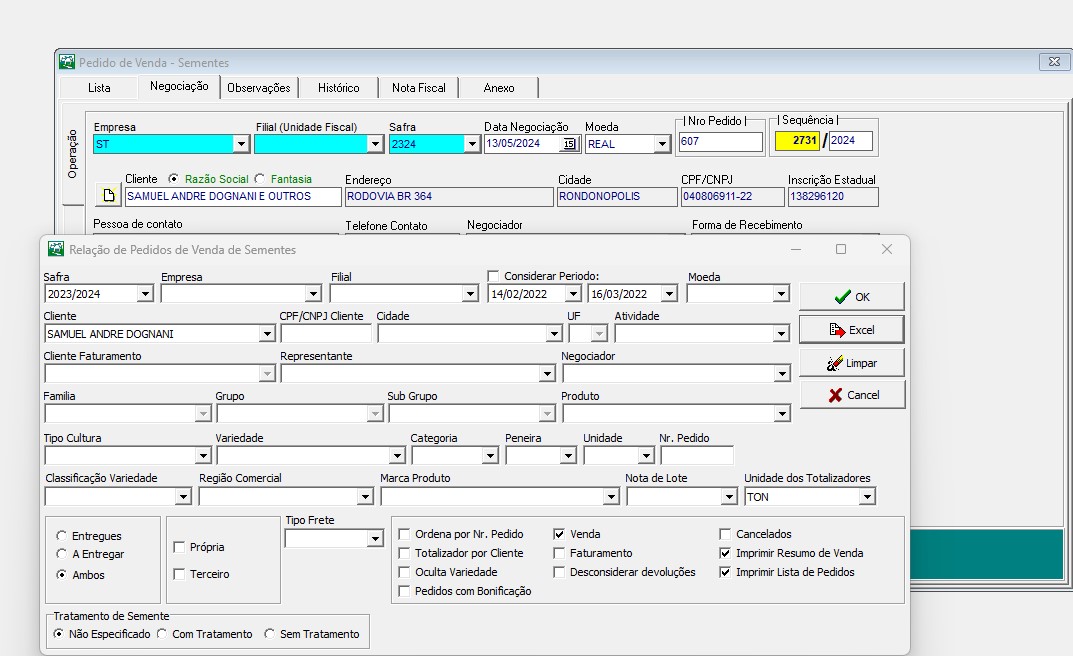 Pedido de Venda - Sementes
Lista Negociação Observações Histórico Nota Fiscal Anexo
Operação
Empresa Filial (Unidade Fiscal) Safra Data Negociação Moeda Nro Pedido Sequência
ST 2324 13/05/2024 15 REAL 607 2731 / 2024
Cliente Razão Social Fantasia Endereço Cidade CPF/CNPJ Inscrição Estadual
SAMUEL ANDRE DOGNANI E OUTROS RODOVIA BR 364 RONDONOPOLIS 040806911-22 138296120
Pessoa de contato Telefone Contato Negociador Forma de Recebimento
Relação de Pedidos de Venda de Sementes
Safra Empresa Filial Considerar Periodo: Moeda
2023/2024 14/02/2022 16/03/2022
OK
Cliente CPF/CNPJ Cliente Cidade UF Atividade
SAMUEL ANDRE DOGNANI
Excel
Cliente Faturamento Representante Negociador
Limpar
Familia Grupo Sub Grupo Produto
Cancel
Tipo Cultura Variedade Categoria Peneira Unidade Nr. Pedido
Classificação Variedade Região Comercial Marca Produto Nota de Lote Unidade dos Totalizadores
TON
Entregues
A Entregar
Ambos
Própria
Terceiro
Tipo Frete
Ordena por Nr. Pedido Venda Cancelados
Totalizador por Cliente Faturamento Imprimir Resumo de Venda
Oculta Variedade Desconsiderar devoluções Imprimir Lista de Pedidos
Pedidos com Bonificação
Tratamento de Semente
Não Especificado Com Tratamento Sem Tratamento